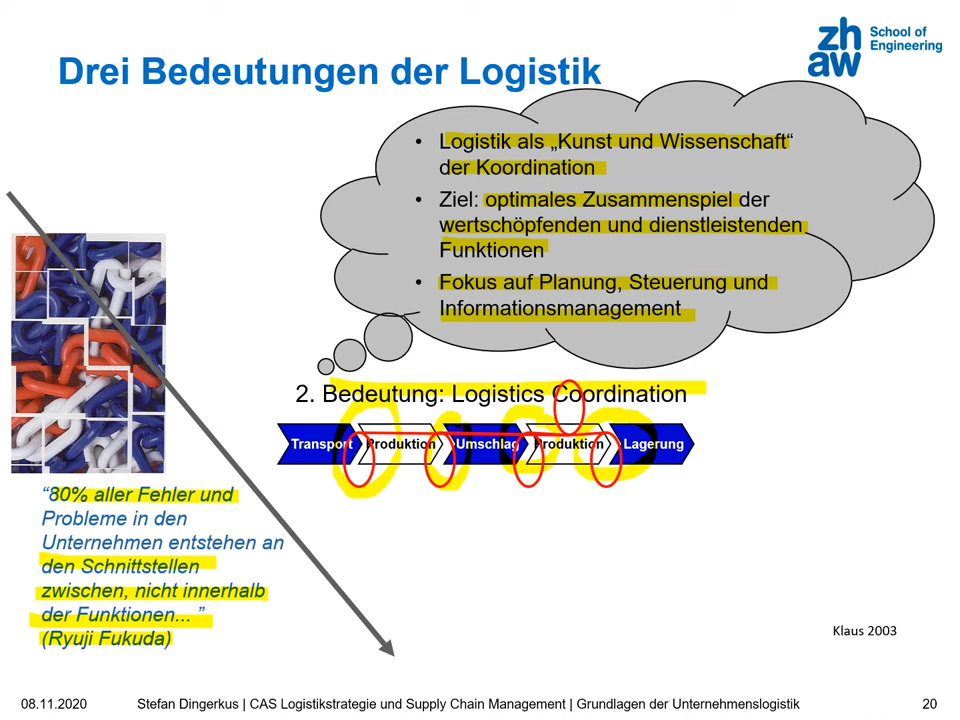 zh
aw
School of
Engineering
Drei Bedeutungen der Logistik
• Logistik als „Kunst und Wissenschaft“
der Koordination
• Ziel: optimales Zusammenspiel der
wertschöpfenden und dienstleistenden
Funktionen
• Fokus auf Planung, Steuerung und
Informationsmanagement
2. Bedeutung: Logistics Coordination
Transport Produktion Umschlag Produktion Lagerung
“80% aller Fehler und
Probleme in den
Unternehmen entstehen an
den Schnittstellen
zwischen, nicht innerhalb
der Funktionen... ”
(Ryuji Fukuda)
Klaus 2003
08.11.2020 Stefan Dingerkus | CAS Logistikstrategie und Supply Chain Management | Grundlagen der Unternehmenslogistik 20